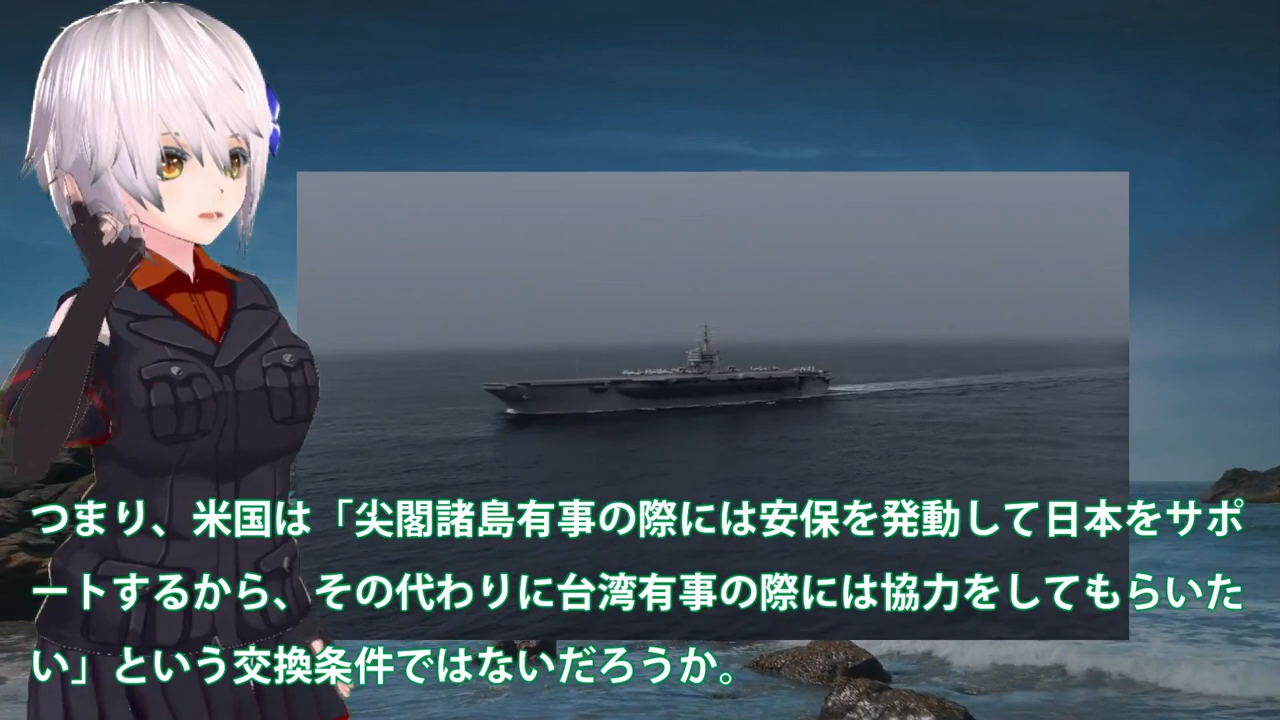 つまり、米国は「尖閣諸島有事の際には安保を発動して日本をサポ
ートするから、その代わりに台湾有事の際には協力をしてもらいた
い」という交換条件ではないだろうか。